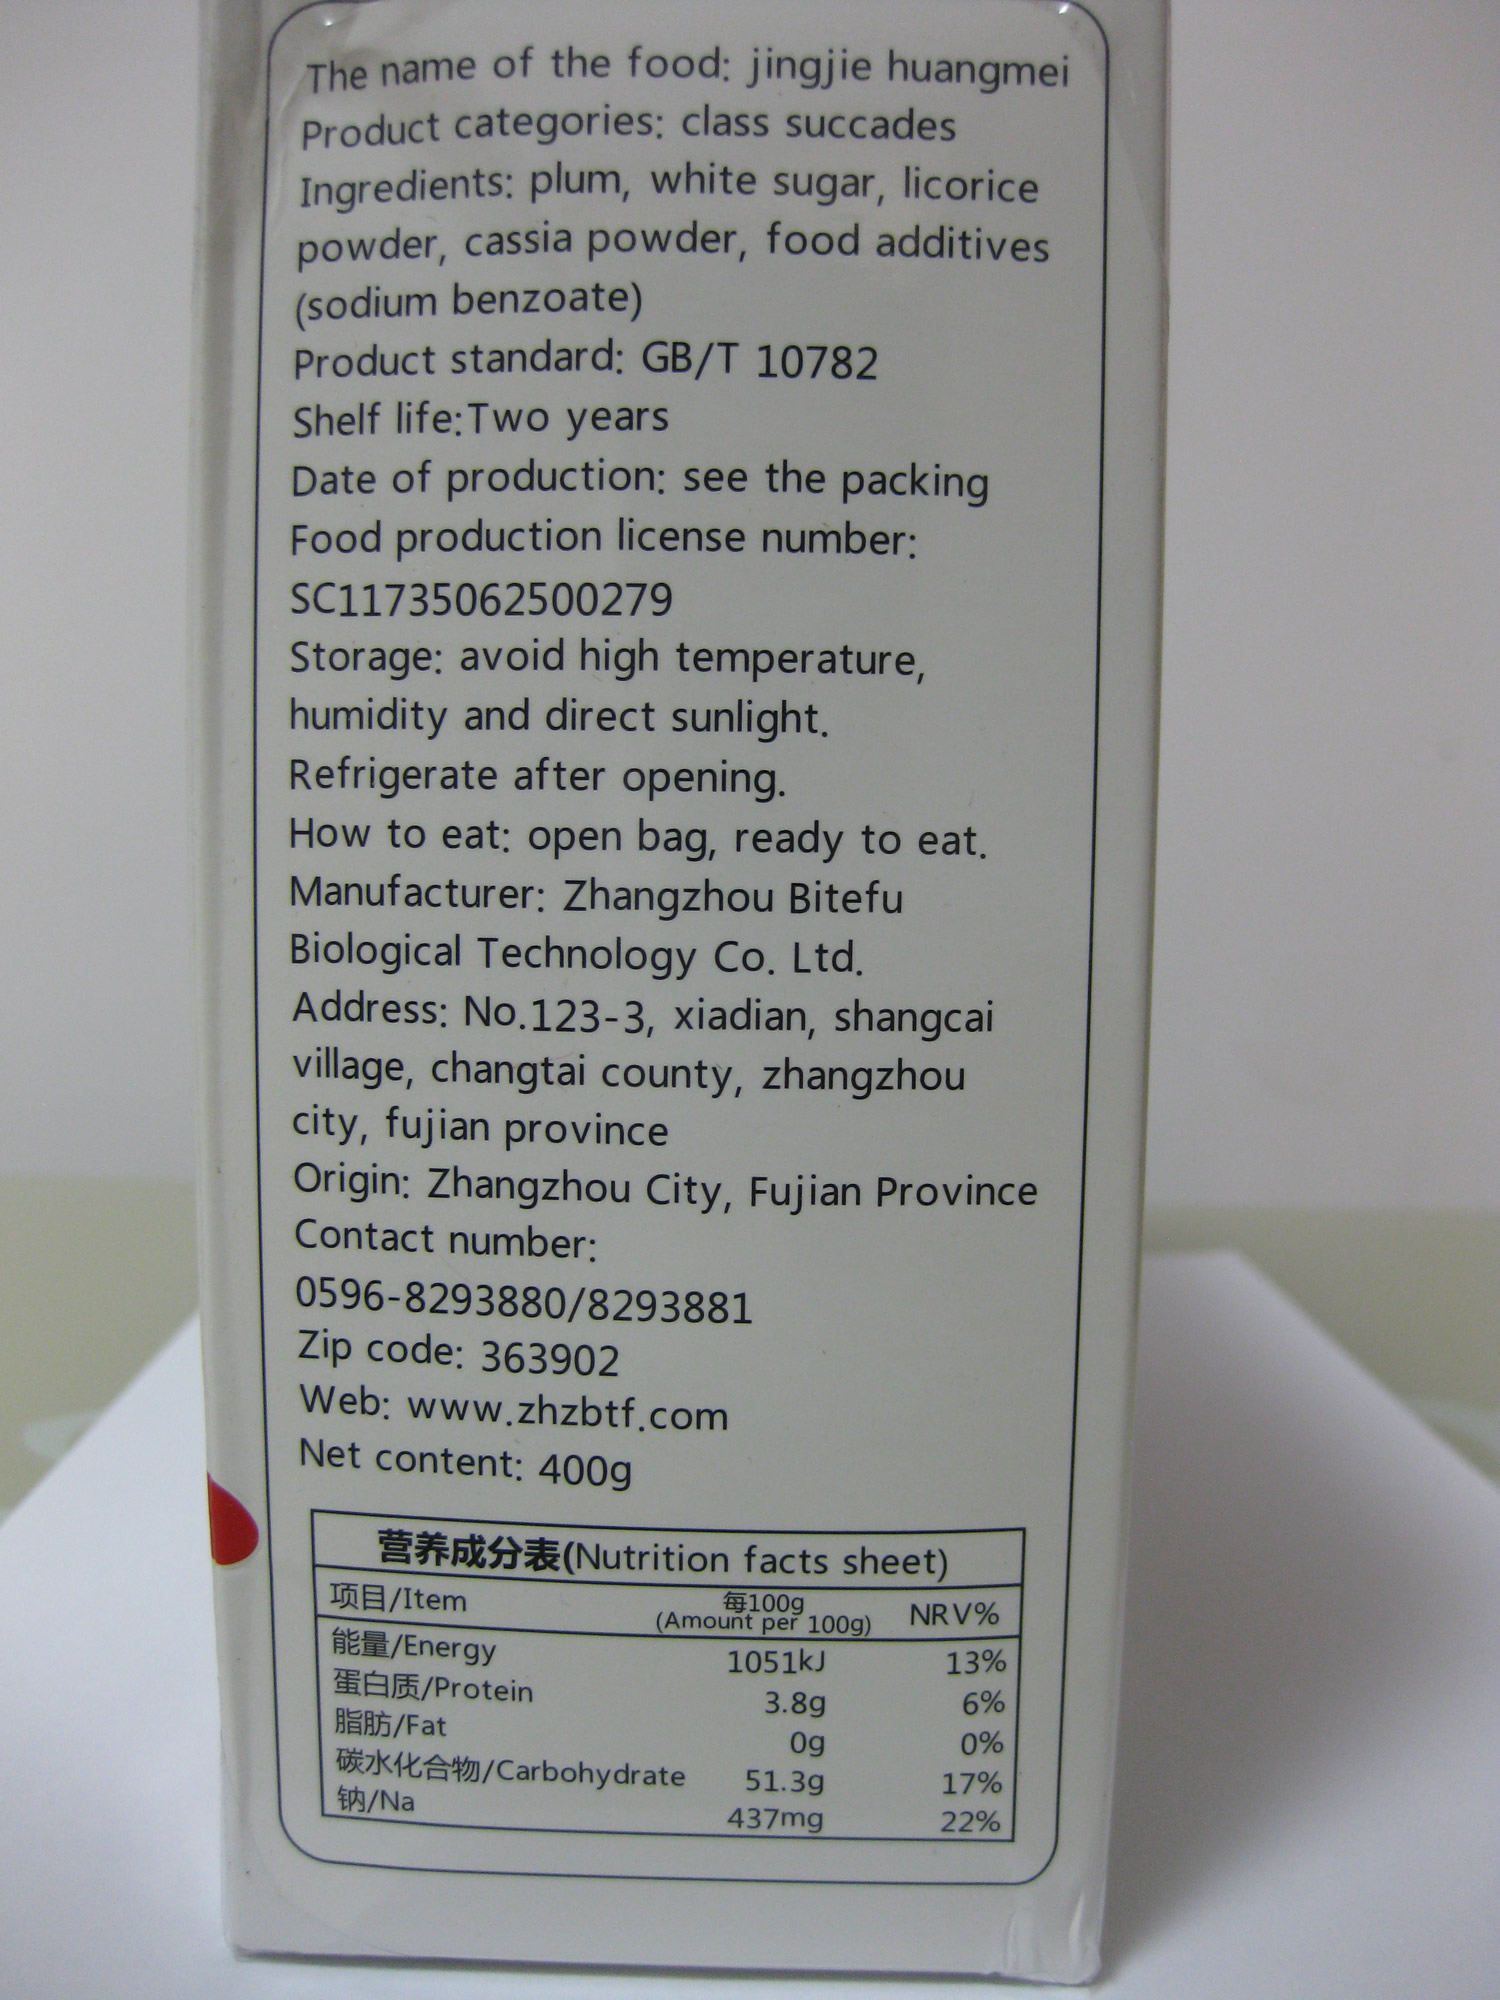 The name of the food: jingjie huangmei
Product categories: class succades
Ingredients: plum, white sugar, licorice
powder, cassia powder, food additives
(sodium benzoate)
Product standard: GB/T 10782
Shelf life:Two years
Date of production: see the packing
Food production license number:
SC11735062500279
Storage: avoid high temperature,
humidity and direct sunlight.
Refrigerate after opening.
How to eat: open bag, ready to eat.
Manufacturer: Zhangzhou Bitefu
Biological Technology Co. Ltd.
Address: No.123-3, xiadian, shangcai
village, changtai county, zhangzhou
city, fujian province
Origin: Zhangzhou City, Fujian Province
Contact number:
0596-8293880/8293881
Zip code: 363902
Web: www.zhzbtf.com
Net content: 400g
营养成分表(Nutrition facts sheet)
项目/Item 每100g (Amount per 100g) NRV%
能量/Energy 1051kJ 13%
蛋白质/Protein 3.8g 6%
脂肪/Fat 0g 0%
碳水化合物/Carbohydrate 51.3g 17%
钠/Na 437mg 22%